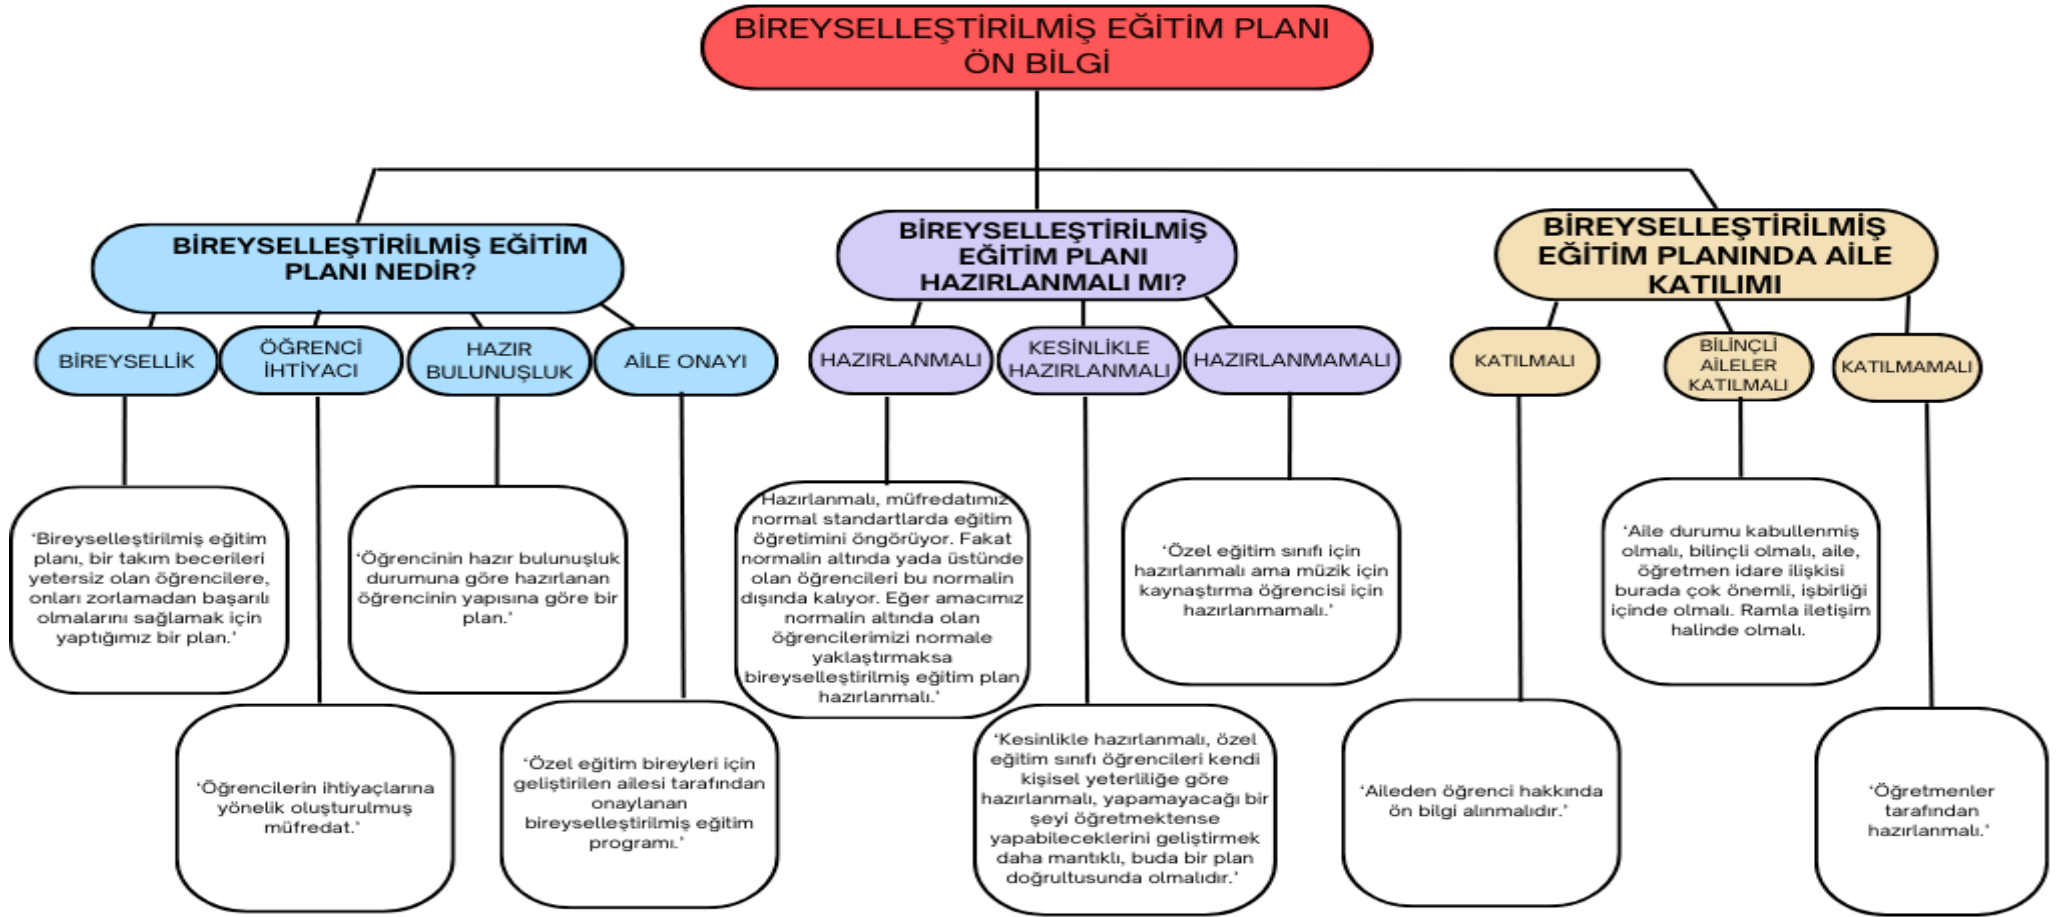 BİREYSELLEŞTİRİLMİŞ EĞİTİM PLANI
ÖN BİLGİ
BİREYSELLEŞTİRİLMİŞ EĞİTİM
PLANI NEDİR?
BİREYSELLEŞTİRİLMİŞ
EĞİTİM PLANI
HAZIRLANMALI MI?
BİREYSELLEŞTİRİLMİŞ
EĞİTİM PLANINDA AİLE
KATILIMI
BİREYSELLİK
ÖĞRENCİ
İHTİYACI
HAZIR
BULUNUŞLUK
AİLE ONAYI
HAZIRLANMALI
KESİNLİKLE
HAZIRLANMALI
HAZIRLANMAMALI
KATILMALI
BİLİNÇLİ
AİLELER
KATILMALI
KATILMAMALI
‘Bireyselleştirilmiş eğitim
planı, bir takım becerileri
yetersiz olan öğrencilere,
onları zorlamadan başarılı
olmalarını sağlamak için
yaptığımız bir plan.’
‘Öğrencilerin ihtiyaçlarına
yönelik oluşturulmuş
müfredat.’
‘Öğrencinin hazır bulunuşluk
durumuna göre hazırlanan
öğrencinin yapısına göre bir
plan.’
‘Özel eğitim bireyleri için
geliştirilen ailesi tarafından
onaylanan
bireyselleştirilmiş eğitim
programı.’
‘Hazırlanmalı, müfredatımız
normal standartlarda eğitim
öğretimini öngörüyor. Fakat
normalin altında yada üstünde
olan öğrencileri bu normalin
dışında kalıyor. Eğer amacımız
normalin altında olan
öğrencilerimizi normale
yaklaştırmaksa
bireyselleştirilmiş eğitim plan
hazırlanmalı.’
‘Kesinlikle hazırlanmalı, özel
eğitim sınıfı öğrencileri kendi
kişisel yeterliliğe göre
hazırlanmalı, yapamayacağı bir
şeyi öğretmektense
yapabileceklerini geliştirmek
daha mantıklı, buda bir plan
doğrultusunda olmalıdır.’
‘Özel eğitim sınıfı için
hazırlanmalı ama müzik için
kaynaştırma öğrencisi için
hazırlanmamalı.’
‘Aileden öğrenci hakkında
ön bilgi alınmalıdır.’
‘Aile durumu kabullenmiş
olmalı, bilinçli olmalı, aile,
öğretmen idare ilişkisi
burada çok önemli, işbirliği
içinde olmalı. Ramla iletişim
halinde olmalı.
‘Öğretmenler
tarafından
hazırlanmalı.’